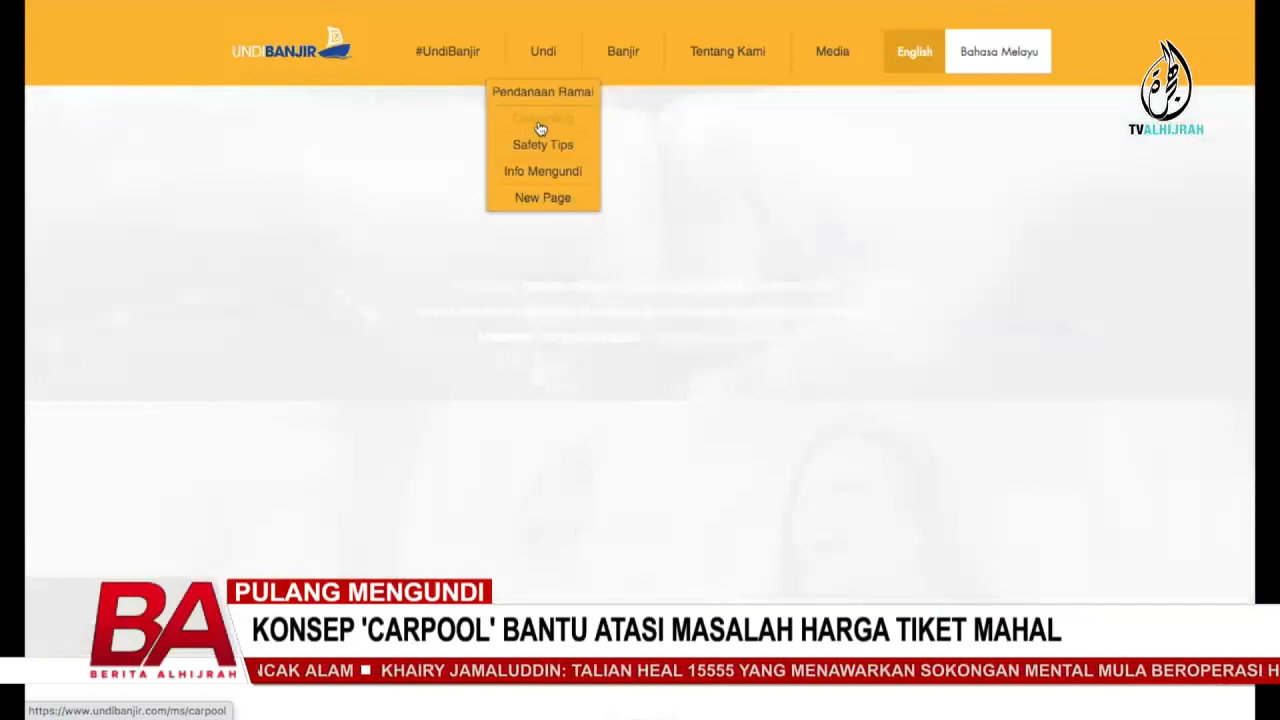 UNDIBANJIR
#UndiBanjir
Undi
Banjir
Tentang Kami
Media
English
Bahasa Melayu
Pendanaan Ramai
Safety Tips
Info Mengundi
New Page
TVALHIJRAH
PULANG MENGUNDI
KONSEP 'CARPOOL' BANTU ATASI MASALAH HARGA TIKET MAHAL
BA
BERITA ALHIJRAH
NCAK ALAM ■ KHAIRY JAMALUDDIN: TALIAN HEAL 15555 YANG MENAWARKAN SOKONGAN MENTAL MULA BEROPERASI H
https://www.undibanjir.com/ms/carpool